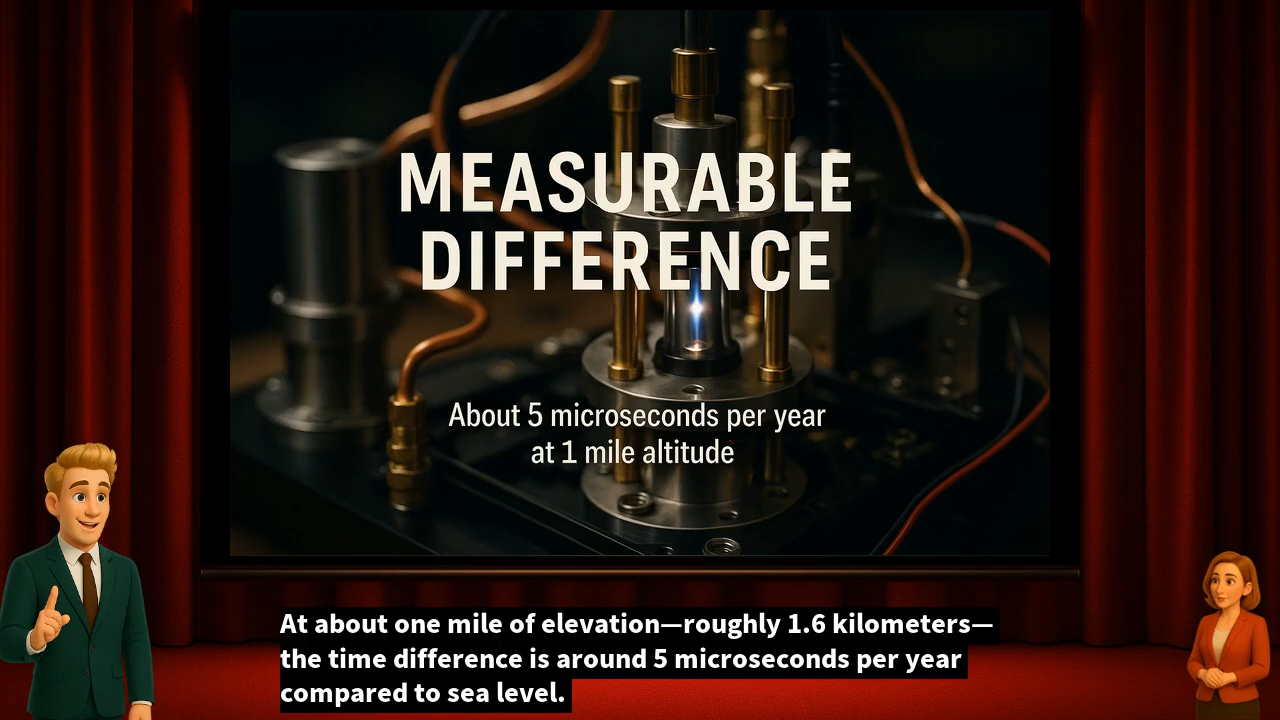 MEASURABLE
DIFFERENCE
About 5 microseconds per year
at 1 mile altitude
At about one mile of elevation—roughly 1.6 kilometers—
the time difference is around 5 microseconds per year
compared to sea level.